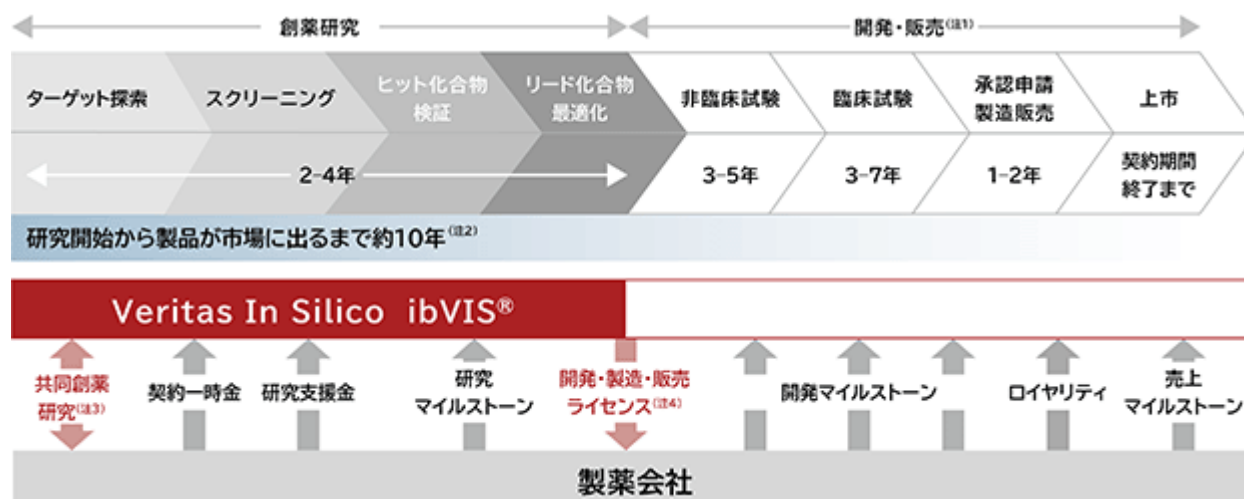 創薬研究
開発・販売(注1)
ターゲット探索
スクリーニング
ヒット化合物
検証
リード化合物
最適化
非臨床試験
臨床試験
承認申請
製造販売
上市
2-4年
3-5年
3-7年
1-2年
契約期間
終了まで
研究開始から製品が市場に出るまで約10年(注2)
Veritas In Silico ibVIS®
共同創薬
研究(注3)
契約一時金
研究支援金
研究
マイルストーン
開発・製造・販売
ライセンス(注4)
開発マイルストーン
ロイヤリティ
売上
マイルストーン
製薬会社